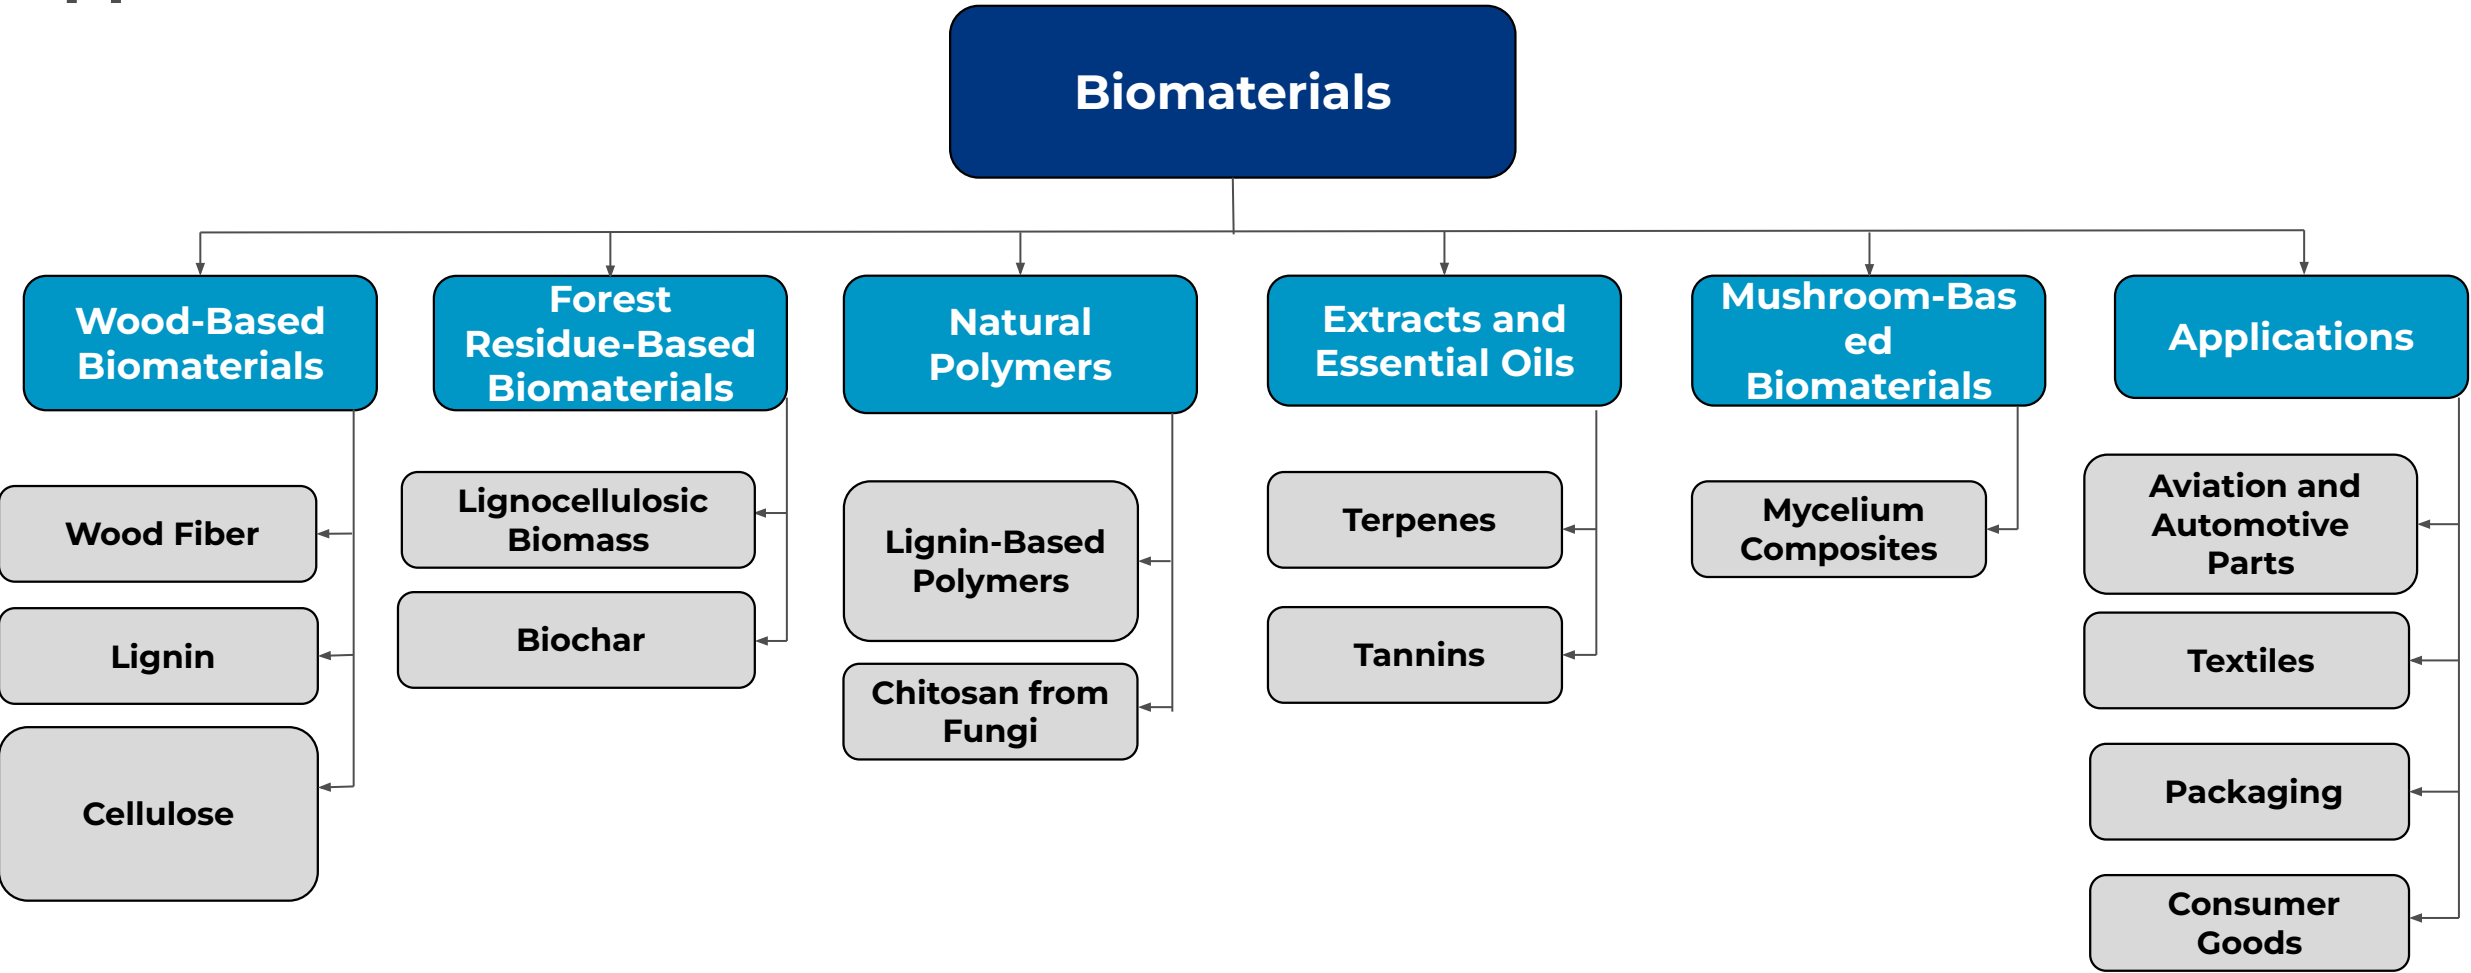 Biomaterials
Wood-Based
Biomaterials
Wood Fiber
Lignin
Cellulose
Forest
Residue-Based
Biomaterials
Lignocellulosic
Biomass
Biochar
Natural
Polymers
Lignin-Based
Polymers
Chitosan from
Fungi
Extracts and
Essential Oils
Terpenes
Tannins
Mushroom-Bas
ed
Biomaterials
Mycelium
Composites
Applications
Aviation and
Automotive
Parts
Textiles
Packaging
Consumer
Goods